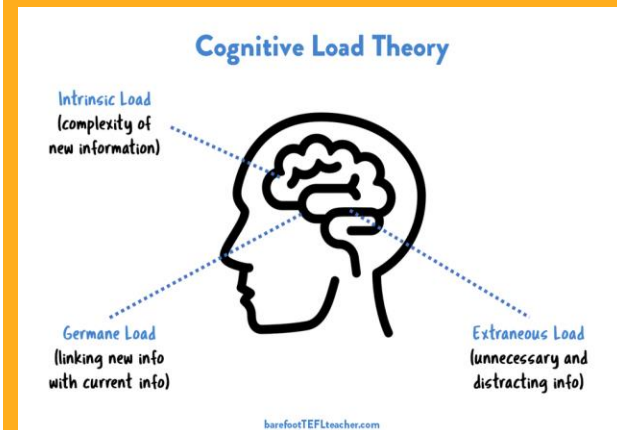 Cognitive Load Theory
Intrinsic Load
(complexity of
new information)
Germane Load
(linking new info
with current info)
Extraneous Load
(unnecessary and
distracting info)
barefootTEFLteacher.com